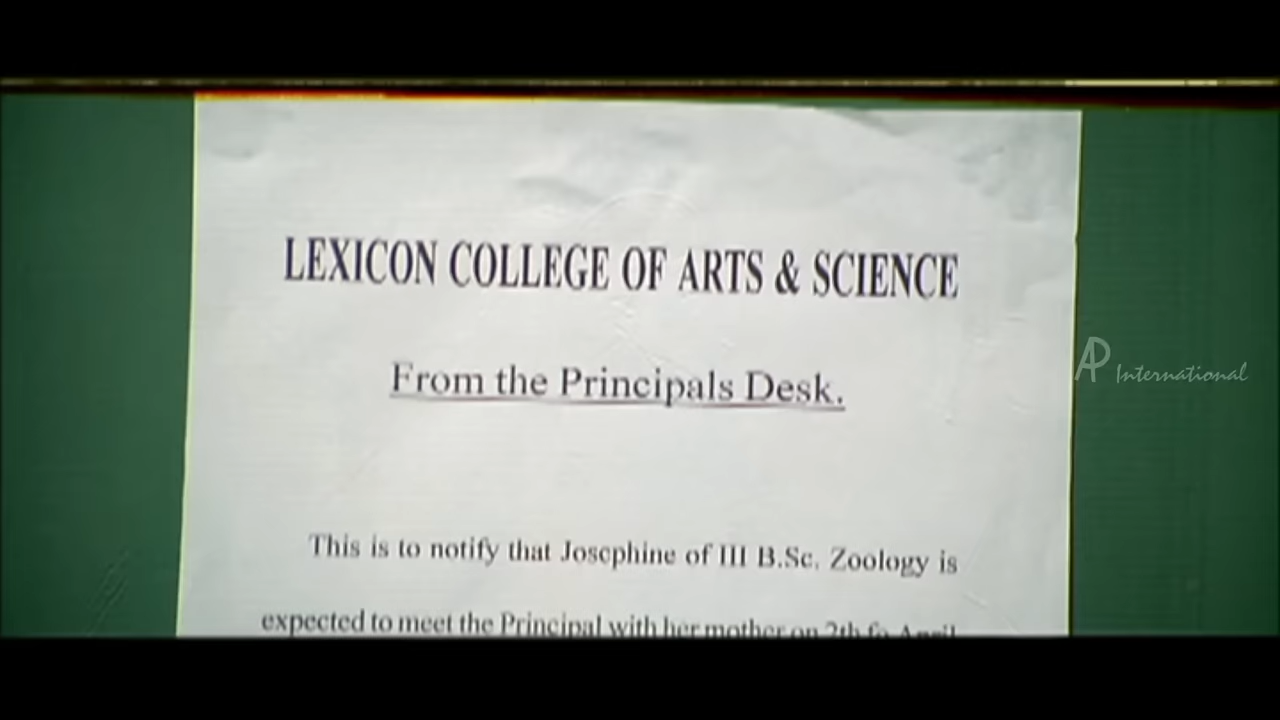 LEXICON COLLEGE OF ARTS & SCIENCE
From the Principals Desk.
AP International
This is to notify that Josephine of III B.Sc. Zoology is
expected to meet the Principal with her mother on